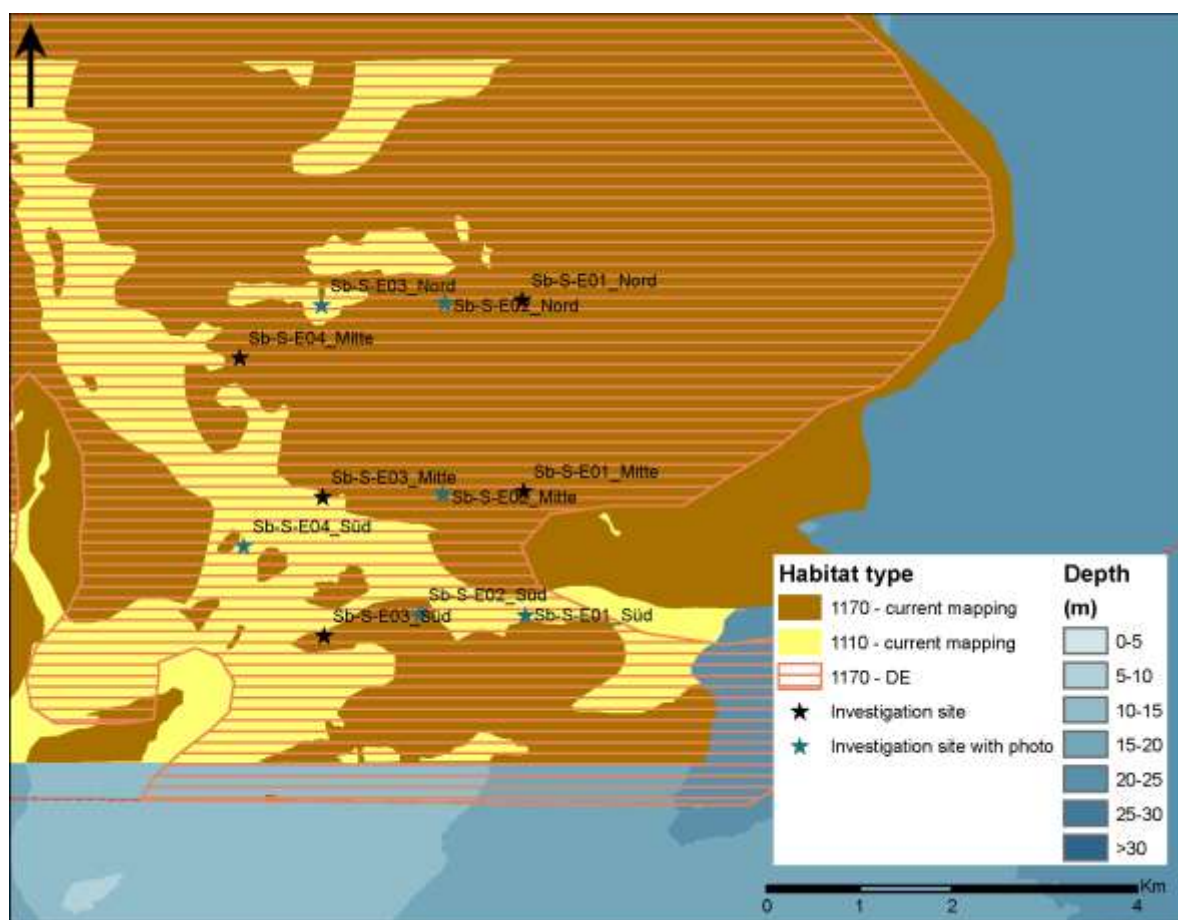 Sb-S-E01_Nord
Sb-S-E03_Nord
Sb-S-E02_Nord
Sb-S-E04_Mitte
Sb-S-E03_Mitte
Sb-S-E01_Mitte
Sb-S-E02_Mitte
Sb-S-E04_Süd
Sb-S-E02_Süd
Sb-S-E03_Süd
Sb-S-E01_Süd
Habitat type
1170 - current mapping
1110 - current mapping
1170 - DE
Investigation site
Investigation site with photo
Depth
(m)
0-5
5-10
10-15
15-20
20-25
25-30
>30
Km
0 1 2 4